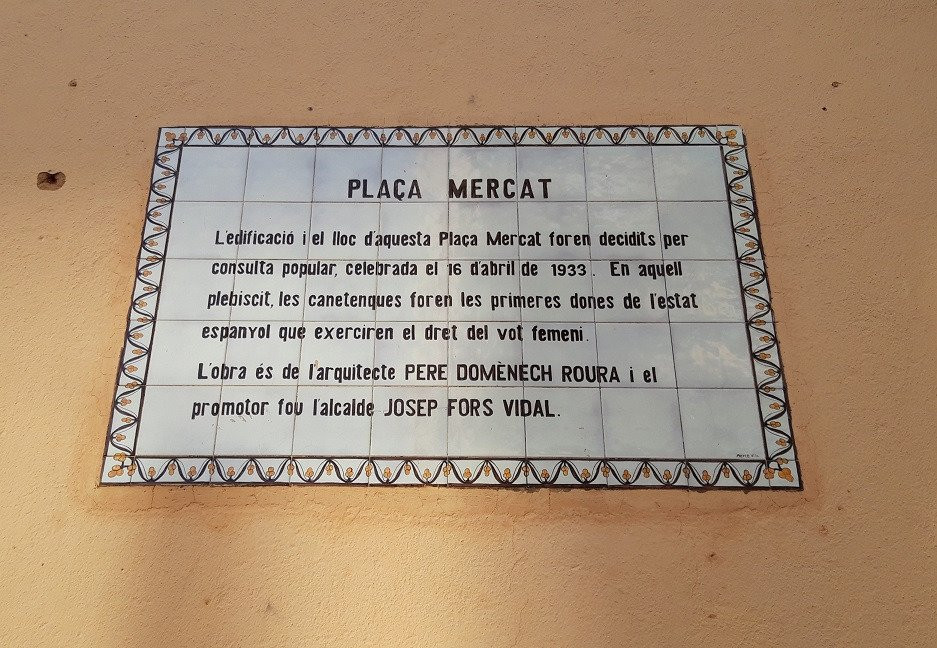 PLAÇA MERCAT
L'edificació i el lloc d'aquesta Plaça Mercat foren decidits per
consulta popular, celebrada el 16 d'abril de 1933. En aquell
plebiscit, les canetenques foren les primeres dones de l'estat
espanyol que exerciren el dret del vot femeni.
L'obra és de l'arquitecte PERE DOMÈNECH ROURA i el
promotor fou l'alcalde JOSEP FORS VIDAL.